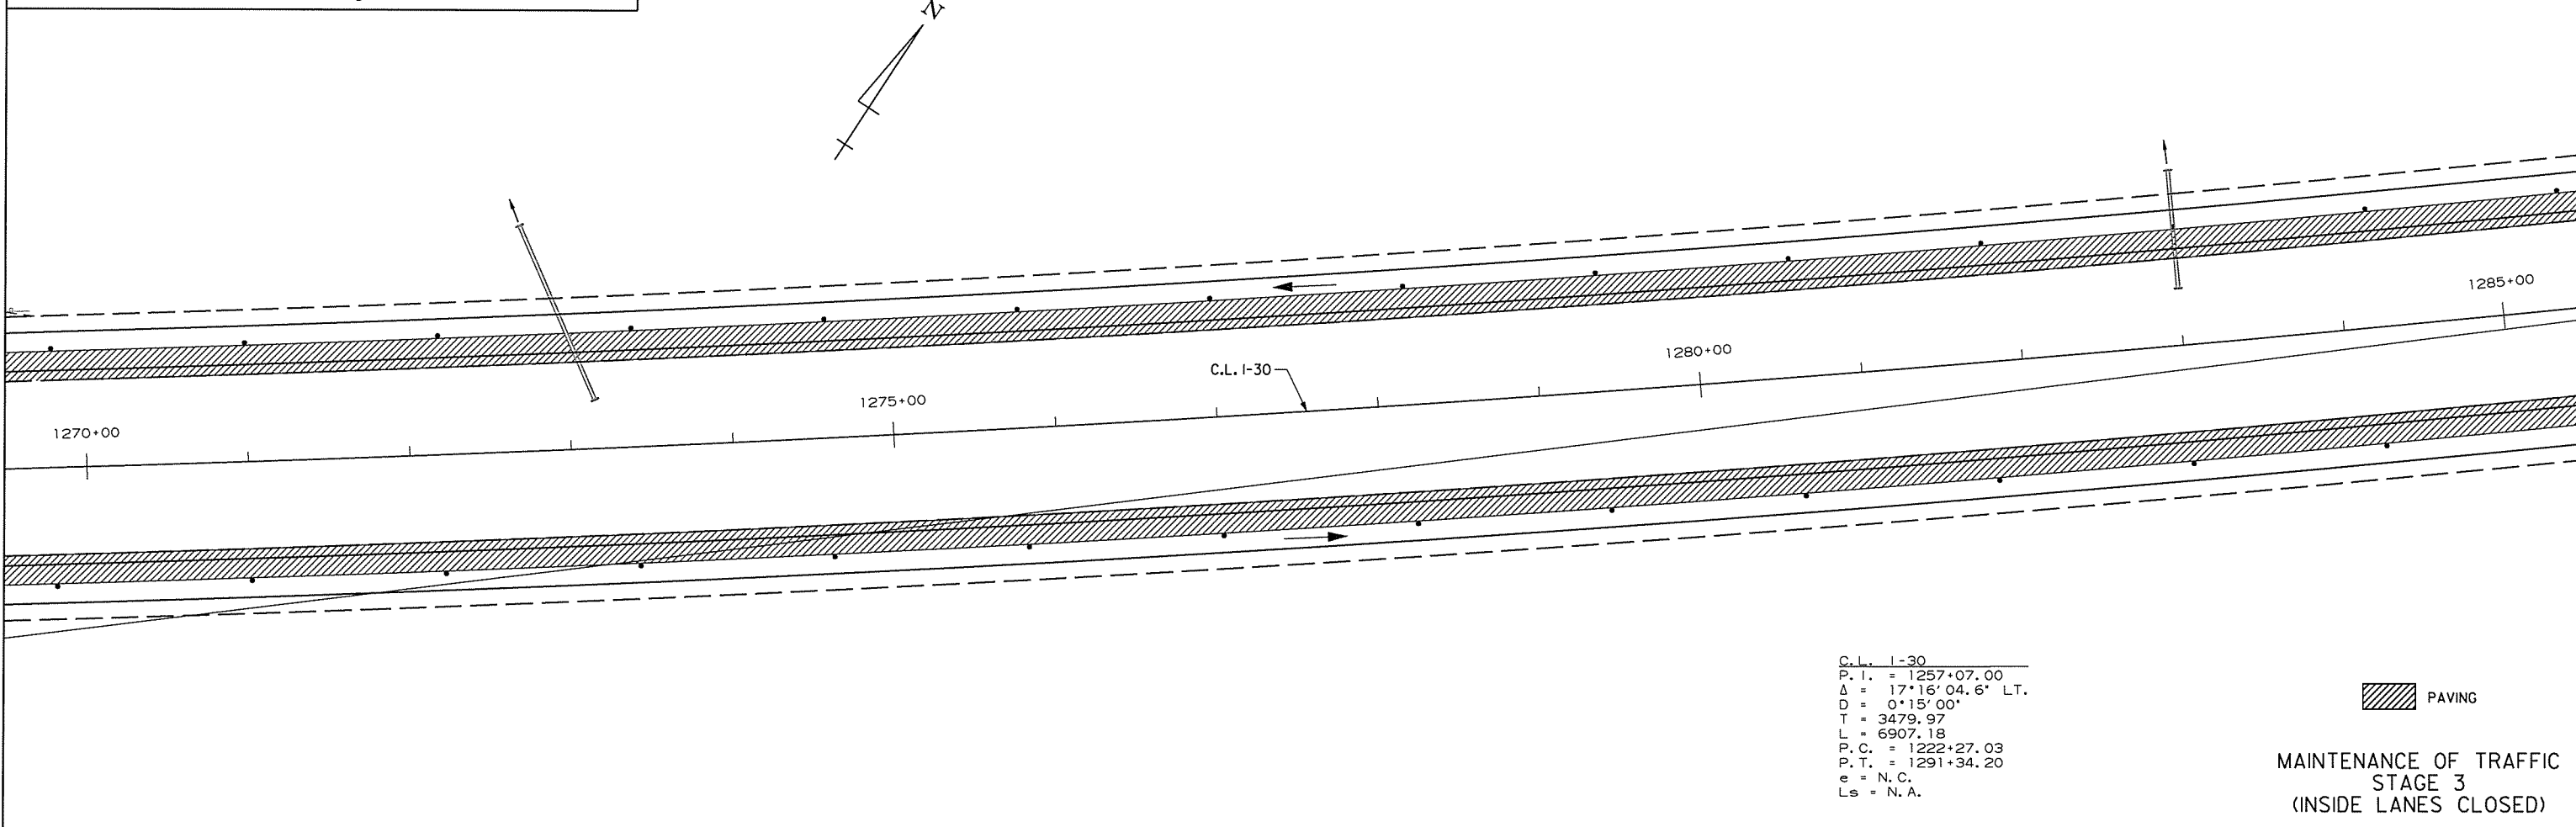 N
1285+00
1280+00
C.L. I-30
1275+00
1270+00
C.L. I-30
P.I. = 1257+07.00
Δ = 17°16'04.6" LT.
D = 0°15'00"
T = 3479.97
L = 6907.18
P.C. = 1222+27.03
P.T. = 1291+34.20
e = N.C.
Ls = N.A.
PAVING
MAINTENANCE OF TRAFFIC
STAGE 3
(INSIDE LANES CLOSED)